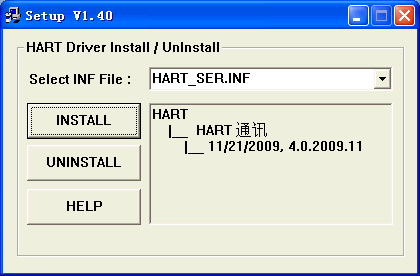 Setup V1.40
HART Driver Install / UnInstall
Select INF File :
HART_SER.INF
INSTALL
UNINSTALL
HELP
HART
|__ HART 通讯
|__ 11/21/2009, 4.0.2009.11